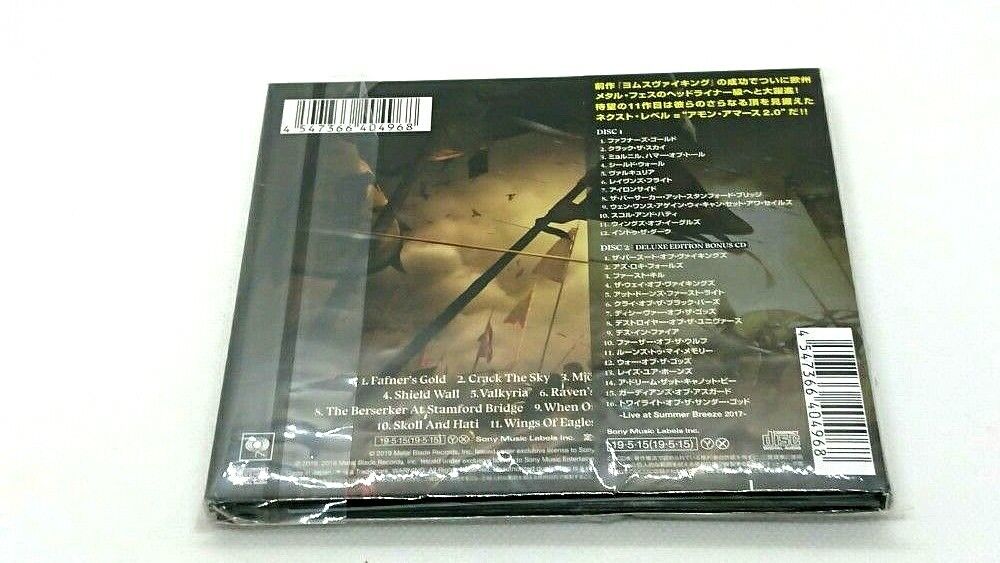 4 547366 404968
前作『ヨムスヴァイキング』の成功でついに欧州
メタル・フェスのヘッドライナー級へと大躍進!
待望の11作目は彼らのさらなる頂を見据えた
ネクスト・レベル = "アモン・アマース 2.0" だ!!
DISC 1
1. ファフナーズ・ゴールド
2. クラック・ザ・スカイ
3. ミョルニル、ハマー・オブ・トール
4. シールド・ウォール
5. ヴァルキュリア
6. レイヴンズ・フライト
7. アイロンサイド
8. ザ・バーサーカー・アット・スタンフォード・ブリッジ
9. ウェン・ワンス・アゲイン・ウィ・キャン・セット・アワ・セイルズ
10. スコル・アンド・ハティ
11. ウィングズ・オブ・イーグルズ
12. イントゥ・ザ・ダーク
DISC 2 DELUXE EDITION BONUS CD
1. ザ・パースート・オブ・ヴァイキングズ
2. アズ・ロキ・フォールズ
3. ファースト・キル
4. ザ・ウェイ・オブ・ヴァイキングズ
5. アット・ドーンズ・ファースト・ライト
6. クライ・オブ・ザ・ブラック・バーズ
7. ディシーヴァー・オブ・ザ・ゴッズ
8. デストロイヤー・オブ・ザ・ユニヴァース
9. デス・イン・ファイア
10. ファーザー・オブ・ザ・ウルフ
11. ルーンズ・トゥ・マイ・メモリー
12. ウォー・オブ・ザ・ゴッズ
13. レイズ・ユア・ホーンズ
14. ア・ドリーム・ザット・キャノット・ビー
15. ガーディアンズ・オブ・アスガード
16. トワイライト・オブ・ザ・サンダー・ゴッド
-Live at Summer Breeze 2017-
1. Fafner's Gold 2. Crack The Sky 3. Mjö
4. Shield Wall 5. Valkyria 6. Raven's
8. The Berserker At Stamford Bridge 9. When On
10. Skoll And Hati 11. Wings Of Eagles
19・5・15(19・5・15) YX Sony Music Labels Inc.
Sony Music Labels Inc.
19・5・15(19・5・15) YX
disc
4 547366 404968